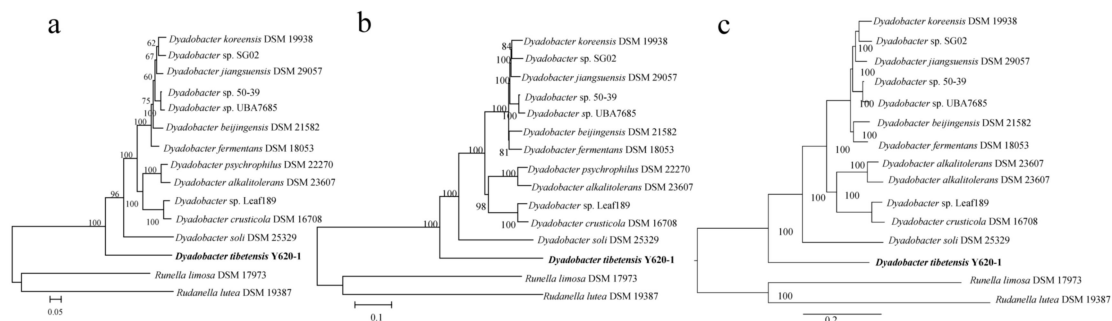 a
62
Dyadobacter koreensis DSM 19938
67
Dyadobacter sp. SG02
60
Dyadobacter jiangsuensis DSM 29057
Dyadobacter sp. 50-39
75
Dyadobacter sp. UBA7685
100
Dyadobacter beijingensis DSM 21582
100
Dyadobacter fermentans DSM 18053
100
Dyadobacter psychrophilus DSM 22270
100
Dyadobacter alkalitolerans DSM 23607
96
100
Dyadobacter sp. Leaf189
100
Dyadobacter crusticola DSM 16708
100
Dyadobacter soli DSM 25329
Dyadobacter tibetensis Y620-1
Runella limosa DSM 17973
Rudanella lutea DSM 19387
0.05
b
Dyadobacter koreensis DSM 19938
84
Dyadobacter sp. SG02
100
Dyadobacter jiangsuensis DSM 29057
100
Dyadobacter sp. 50-39
100
Dyadobacter sp. UBA7685
100
Dyadobacter beijingensis DSM 21582
100
Dyadobacter fermentans DSM 18053
81
Dyadobacter psychrophilus DSM 22270
100
100
Dyadobacter alkalitolerans DSM 23607
100
Dyadobacter sp. Leaf189
98
100
Dyadobacter crusticola DSM 16708
100
Dyadobacter soli DSM 25329
Dyadobacter tibetensis Y620-1
Runella limosa DSM 17973
Rudanella lutea DSM 19387
0.1
c
Dyadobacter koreensis DSM 19938
Dyadobacter sp. SG02
100
Dyadobacter jiangsuensis DSM 29057
100
Dyadobacter sp. 50-39
Dyadobacter sp. UBA7685
100
Dyadobacter beijingensis DSM 21582
100
100
Dyadobacter fermentans DSM 18053
Dyadobacter alkalitolerans DSM 23607
100
Dyadobacter alkalitolerans DSM 23607
100
100
Dyadobacter sp. Leaf189
100
Dyadobacter crusticola DSM 16708
100
Dyadobacter soli DSM 25329
Dyadobacter tibetensis Y620-1
Runella limosa DSM 17973
100
Rudanella lutea DSM 19387
0.2